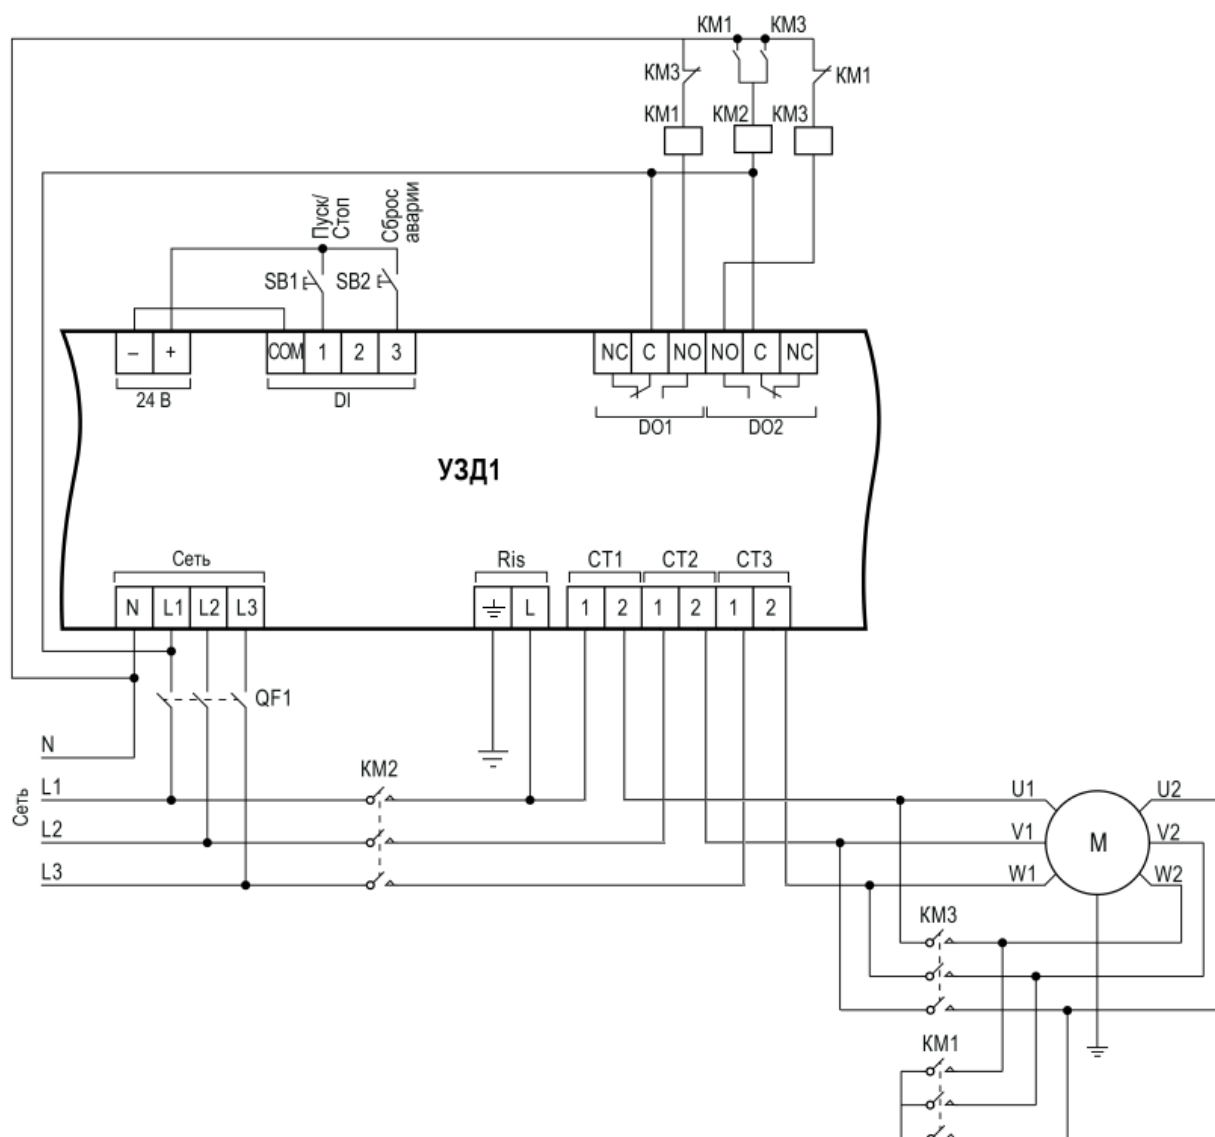 КМ1 КМ3
КМ3 КМ1
КМ1 КМ2 КМ3
Пуск/
Стоп
Сброс
аварии
SB1 SB2
– + COM 1 2 3 NC C NO NO C NC
24 В DI DO1 DO2
УЗД1
Сеть Ris CT1 CT2 CT3
N L1 L2 L3 L 1 2 1 2 1 2
QF1
N
Сеть
L1 КМ2 U1 U2
L2 V1 M V2
L3 W1 W2
КМ3
КМ1